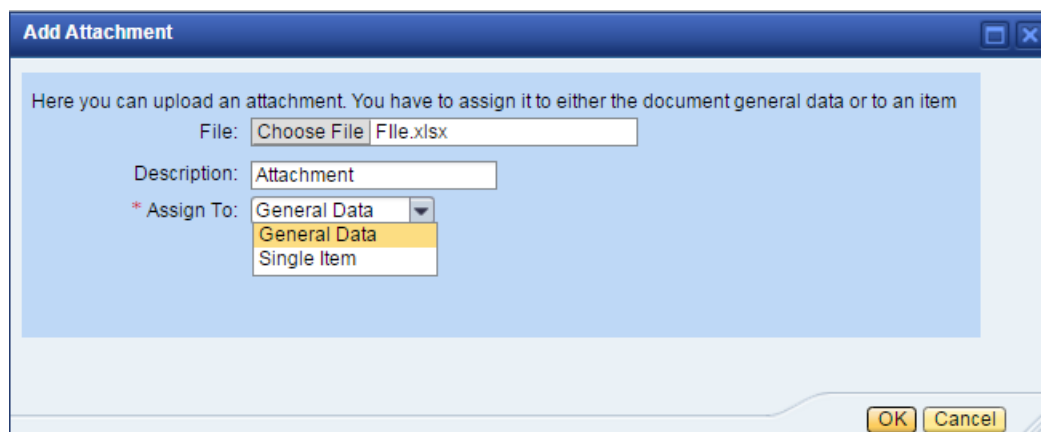 Add Attachment
Here you can upload an attachment. You have to assign it to either the document general data or to an item
File: Choose File FIle.xlsx
Description: Attachment
* Assign To: General Data
General Data
Single Item
OK Cancel